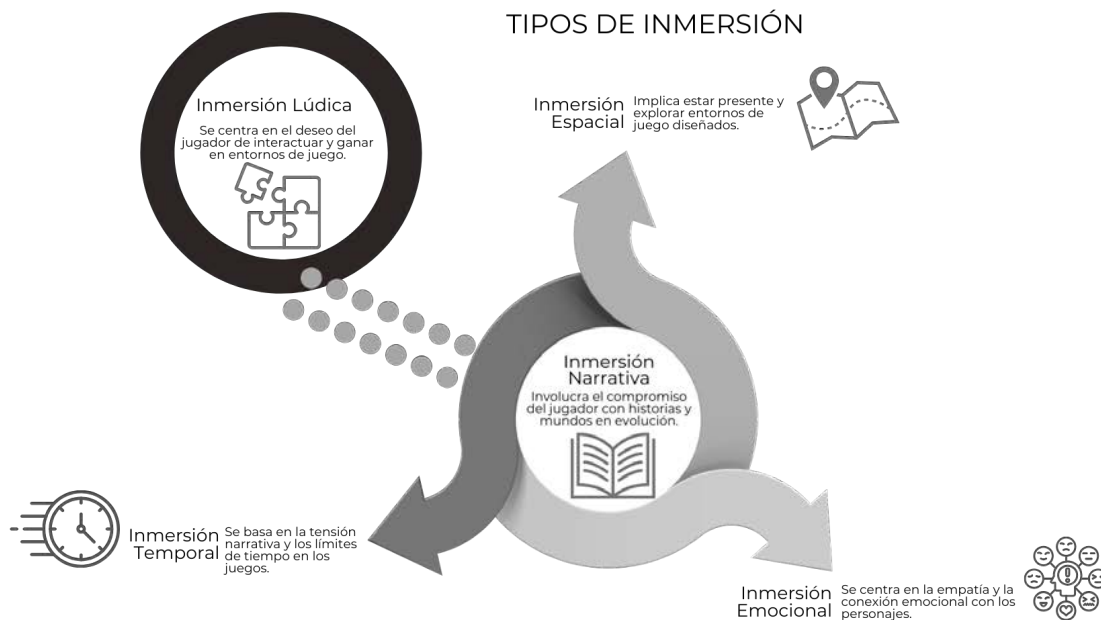 TIPOS DE INMERSIÓN
Inmersión Lúdica
Se centra en el deseo del
jugador de interactuar y ganar
en entornos de juego.
Inmersión
Espacial
Implica estar presente y
explorar entornos de
juego diseñados.
Inmersión
Narrativa
Involucra el compromiso
del jugador con historias y
mundos en evolución.
Inmersión
Temporal
Se basa en la tensión
narrativa y los límites
de tiempo en los
juegos.
Inmersión
Emocional
Se centra en la empatía y la
conexión emocional con los
personajes.